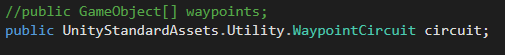 //public GameObject[] waypoints;
public UnityStandardAssets.Utility.WaypointCircuit circuit;